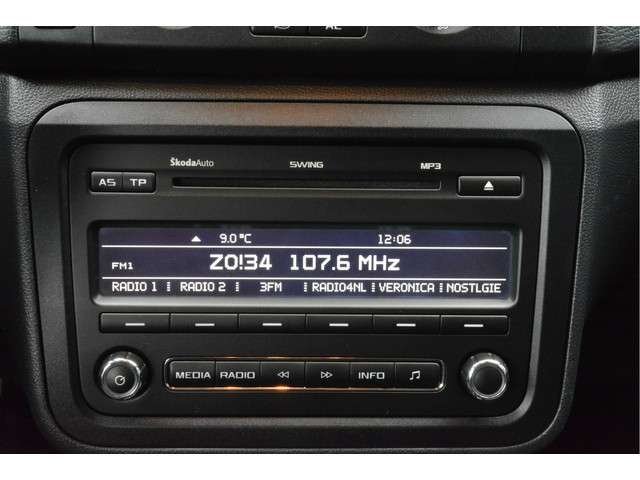 AL
ŠkodaAuto SWING MP3
AS TP
9.0°C 12:06
FM1 ZO!34 107.6 MHz
RADIO 1 RADIO 2 3FM RADIO4NL VERONICA NOSTLGIE
MEDIA RADIO INFO